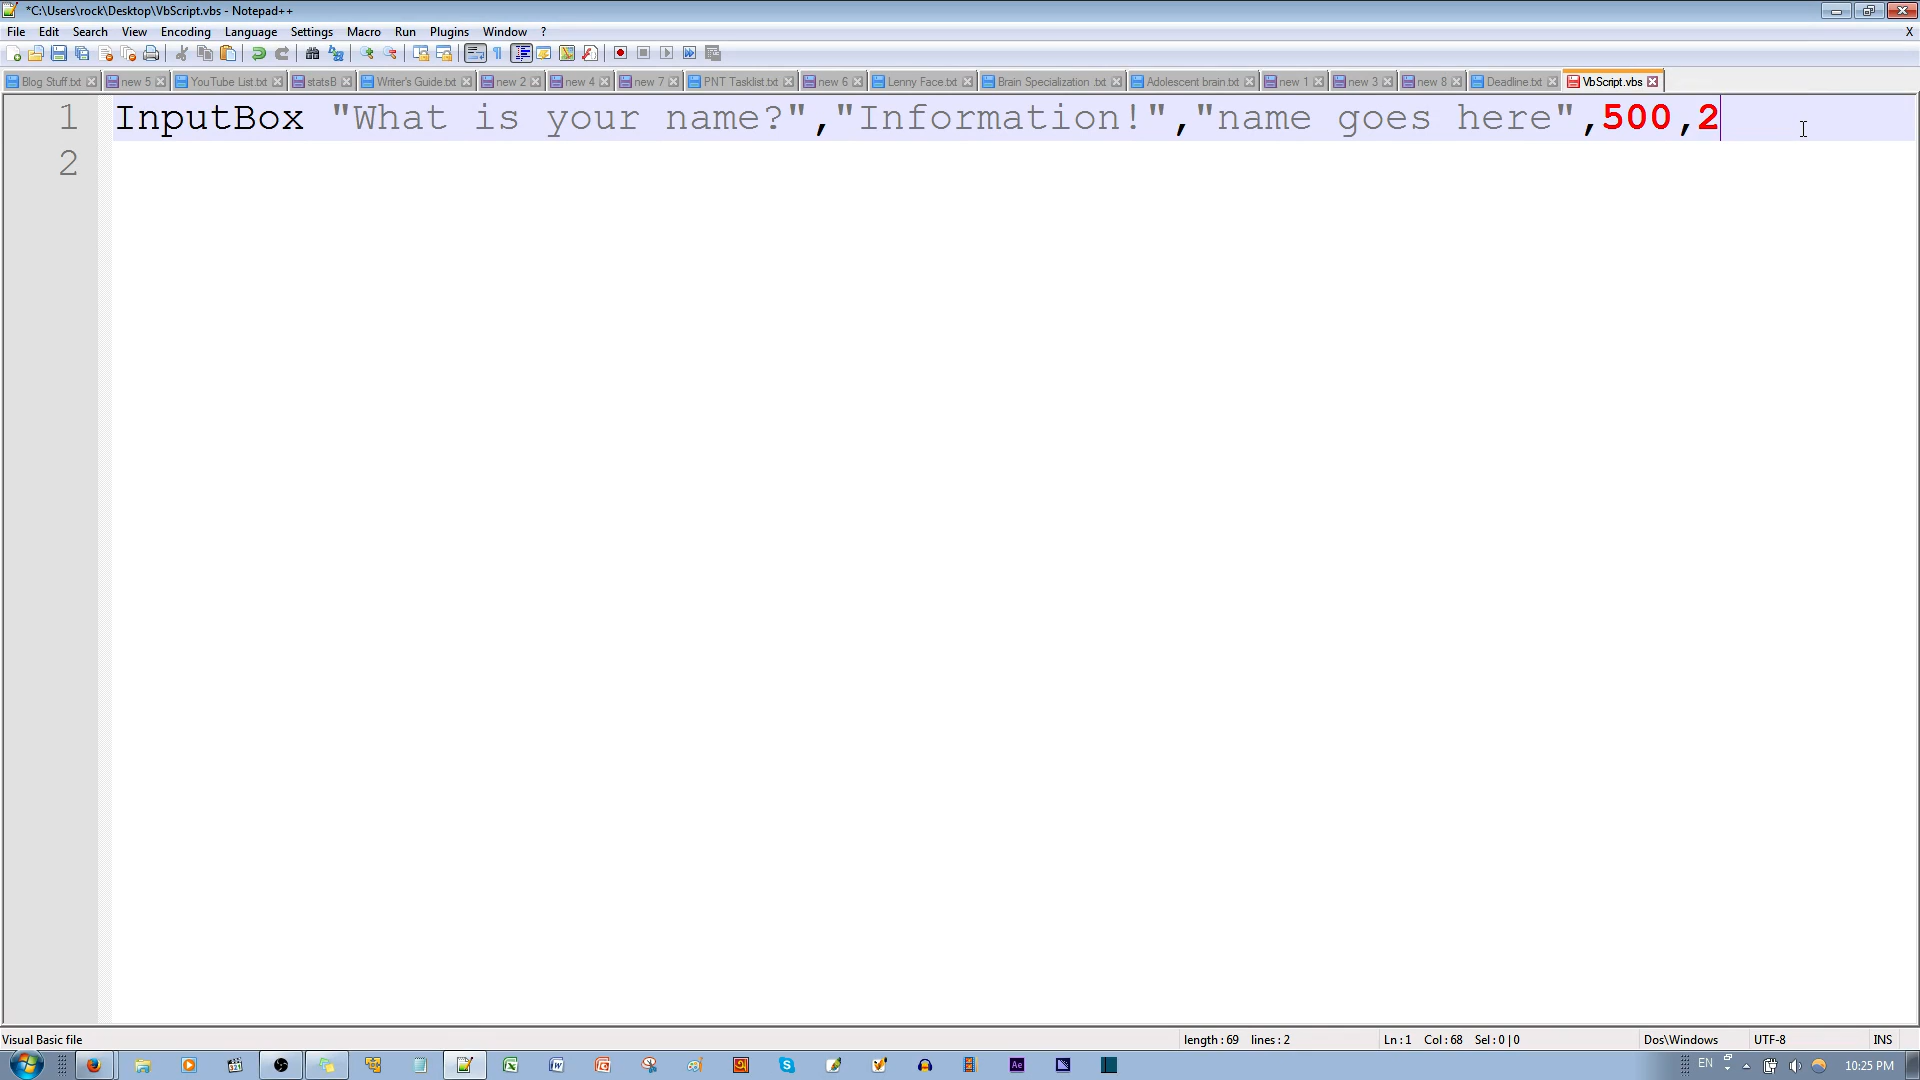 *C:\Users\rock\Desktop\VbScript.vbs - Notepad++
File Edit Search View Encoding Language Settings Macro Run Plugins Window ? X
Blog Stuff.txt new 5 YouTube List.txt statsB Writer's Guide.txt new 2 new 4 new 7 PNT Tasklist.txt new 6 Lenny Face.txt Brain Specialization .txt Adolescent brain.txt new 1 new 3 new 8 Deadline.txt VbScript.vbs
1 InputBox "What is your name?","Information!","name goes here",500,2
2
Visual Basic file length : 69 lines : 2 Ln : 1 Col : 68 Sel : 0 | 0 Dos\Windows UTF-8 INS
EN 10:25 PM